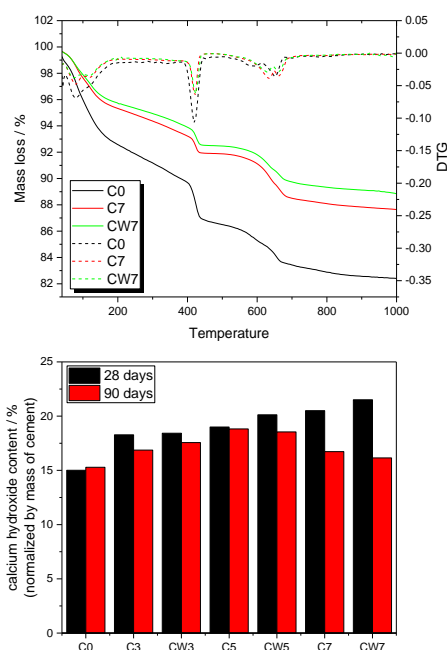 102
100
98
96
94
92
90
88
86
84
82
Mass loss / %
0.05
0.00
-0.05
-0.10
-0.15
-0.20
-0.25
-0.30
-0.35
DTG
C0
C7
CW7
C0
C7
CW7
200 400 600 800 1000
Temperature
25
20
15
10
5
0
calcium hydroxide content / %
(normalized by mass of cement)
28 days
90 days
C0 C3 CW3 C5 CW5 C7 CW7